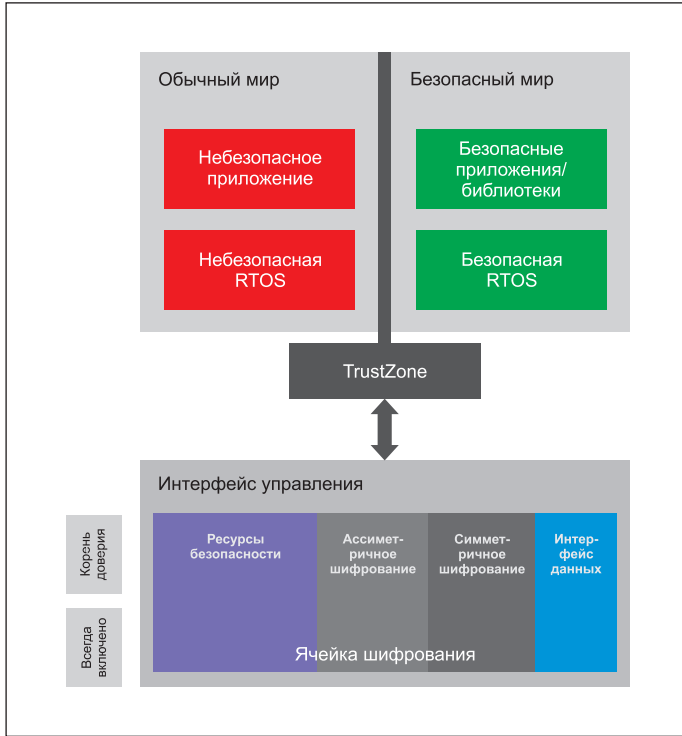 Обычный мир
Безопасный мир
Небезопасное
приложение
Безопасные
приложения/
библиотеки
Небезопасная
RTOS
Безопасная
RTOS
TrustZone
Интерфейс управления
Корень
доверия
Ресурсы
безопасности
Ассимет-
ричное
шифрование
Симмет-
ричное
шифрование
Интер-
фейс
данных
Всегда
включено
Ячейка шифрования